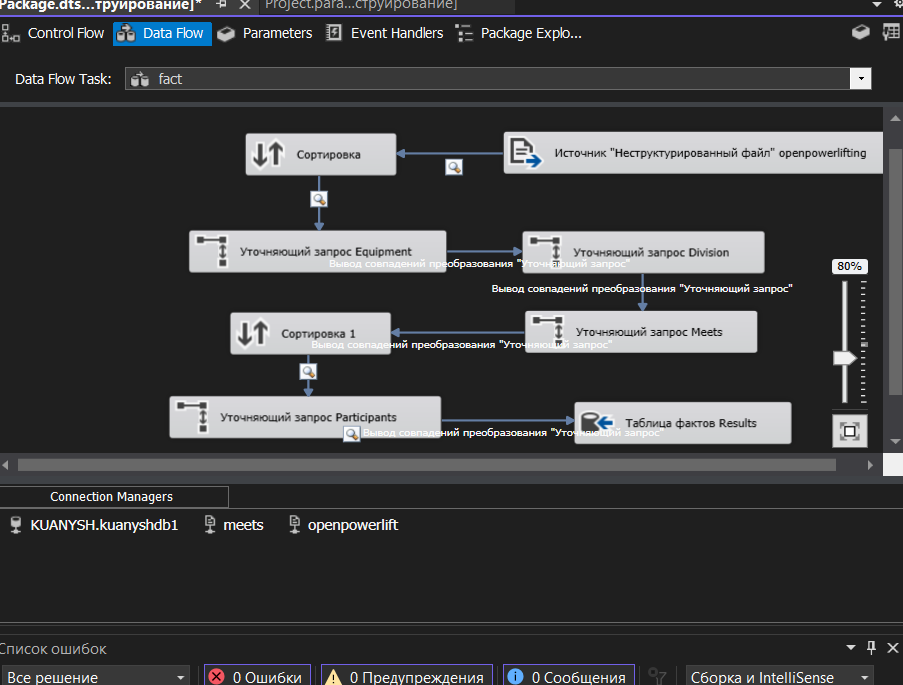 Package.dts...труирование]*
Project.para...струирование]
Control Flow
Data Flow
Parameters
Event Handlers
Package Explo...
Data Flow Task:
fact
Сортировка
Источник "Неструктурированный файл" openpowerlifting
Уточняющий запрос Equipment
Уточняющий запрос Division
Вывод совпадений преобразования "Уточняющий запрос"
80%
Вывод совпадений преобразования "Уточняющий запрос"
Сортировка 1
Уточняющий запрос Meets
Вывод совпадений преобразования "Уточняющий запрос"
Уточняющий запрос Participants
Таблица фактов Results
Вывод совпадений преобразования "Уточняющий запрос"
Connection Managers
KUANYSH.kuanyshdb1
meets
openpowerlift
Список ошибок
Все решение
0 Ошибки
0 Предупреждения
0 Сообщения
Сборка и IntelliSense